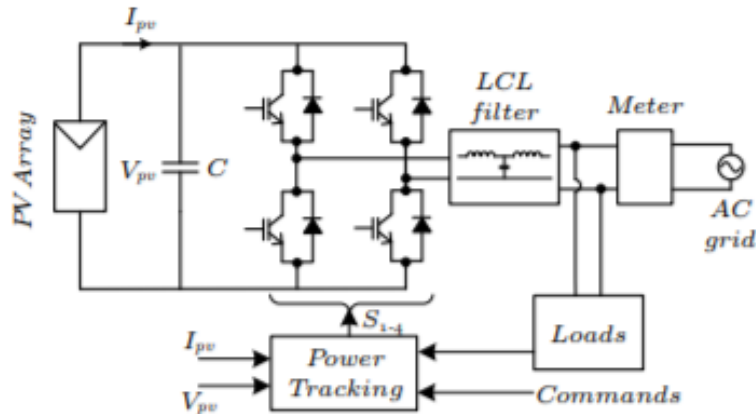 I_pv
PV Array
V_pv
C
LCL
filter
Meter
AC
grid
S_1-4
Loads
I_pv
V_pv
Power
Tracking
Commands